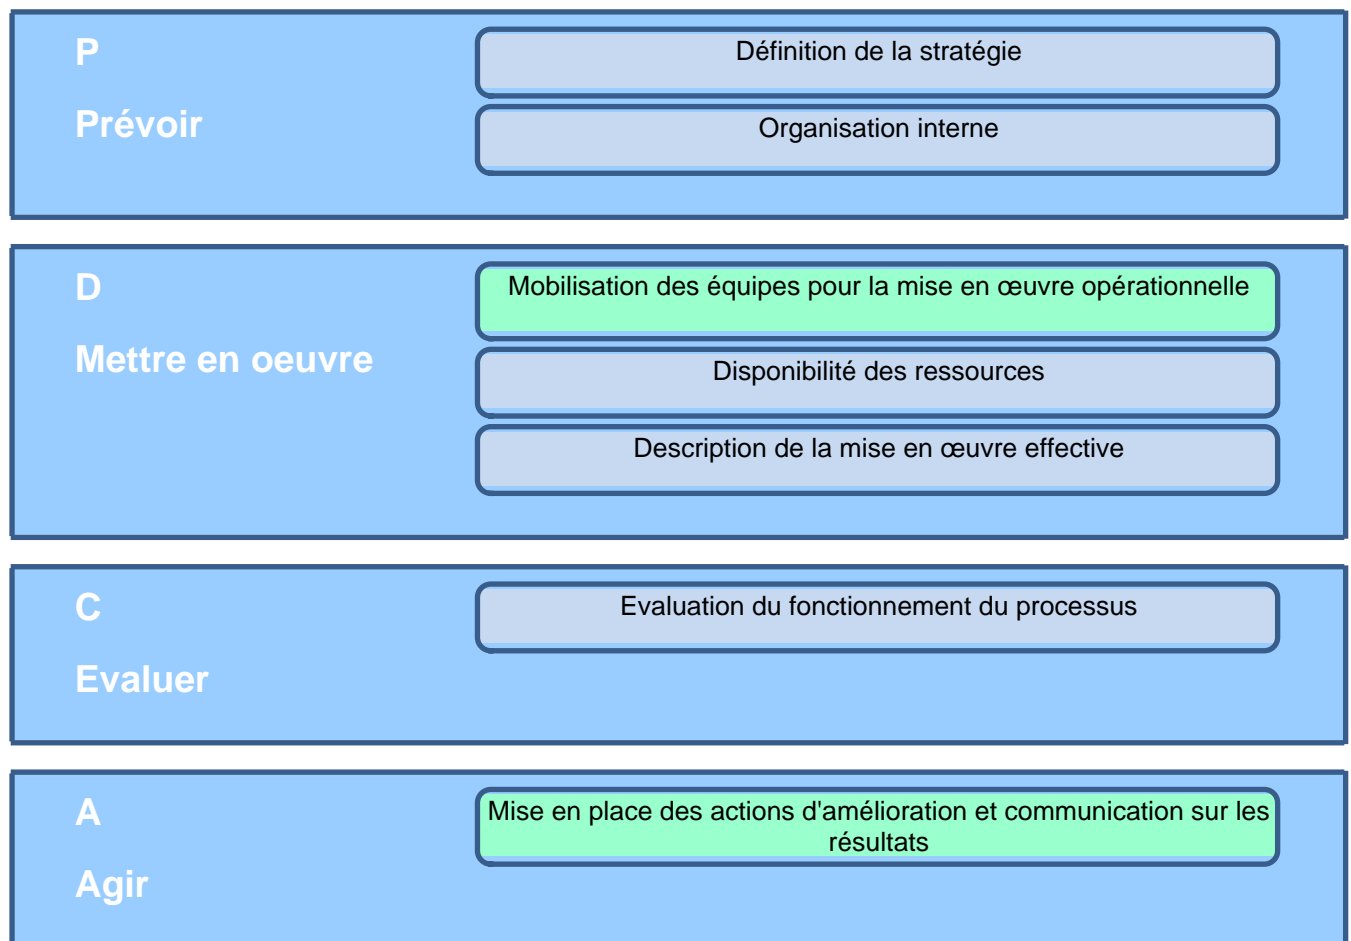 P
Définition de la stratégie
Prévoir
Organisation interne
D
Mobilisation des équipes pour la mise en œuvre opérationnelle
Mettre en oeuvre
Disponibilité des ressources
Description de la mise en œuvre effective
C
Evaluation du fonctionnement du processus
Evaluer
A
Mise en place des actions d'amélioration et communication sur les
résultats
Agir